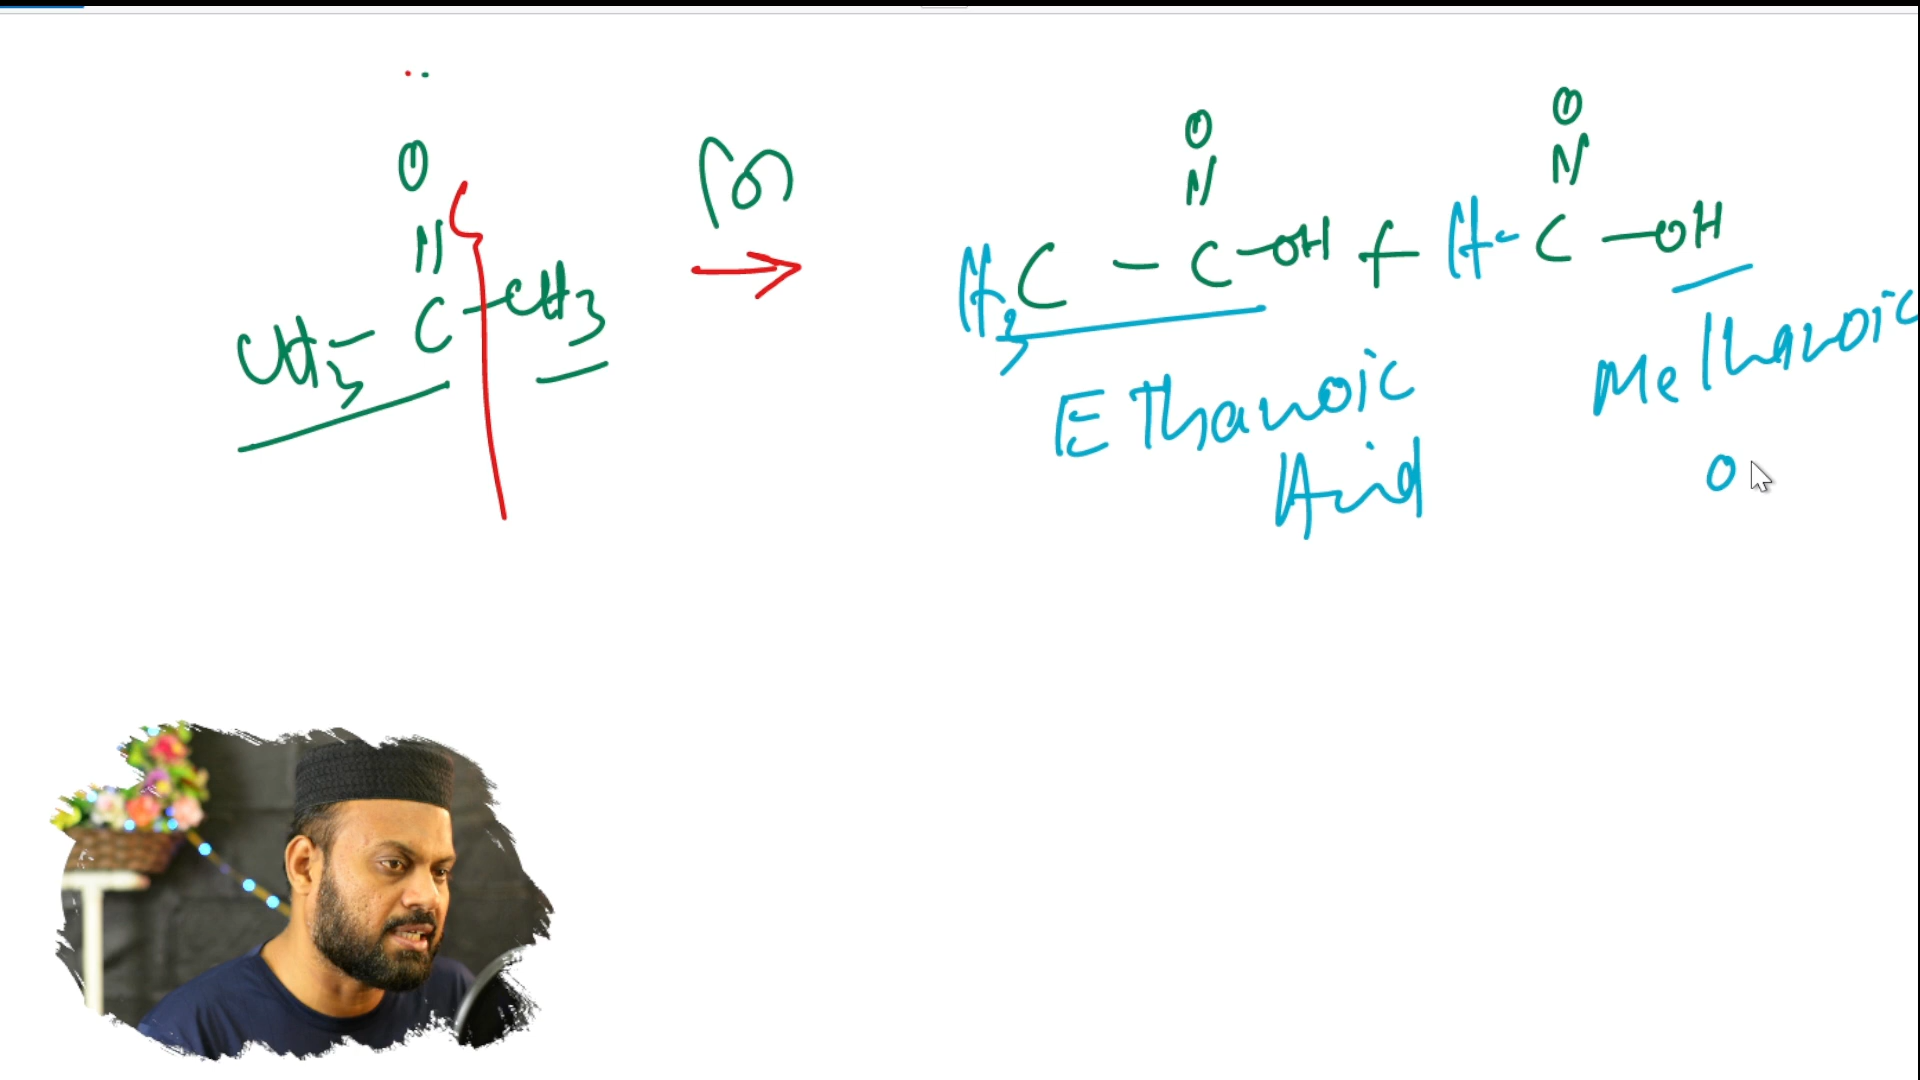 O O O
|| || ||
CH3 - C - CH3 [O] → H3C - C - OH + H - C - OH
Ethanoic Methanoic
Acid